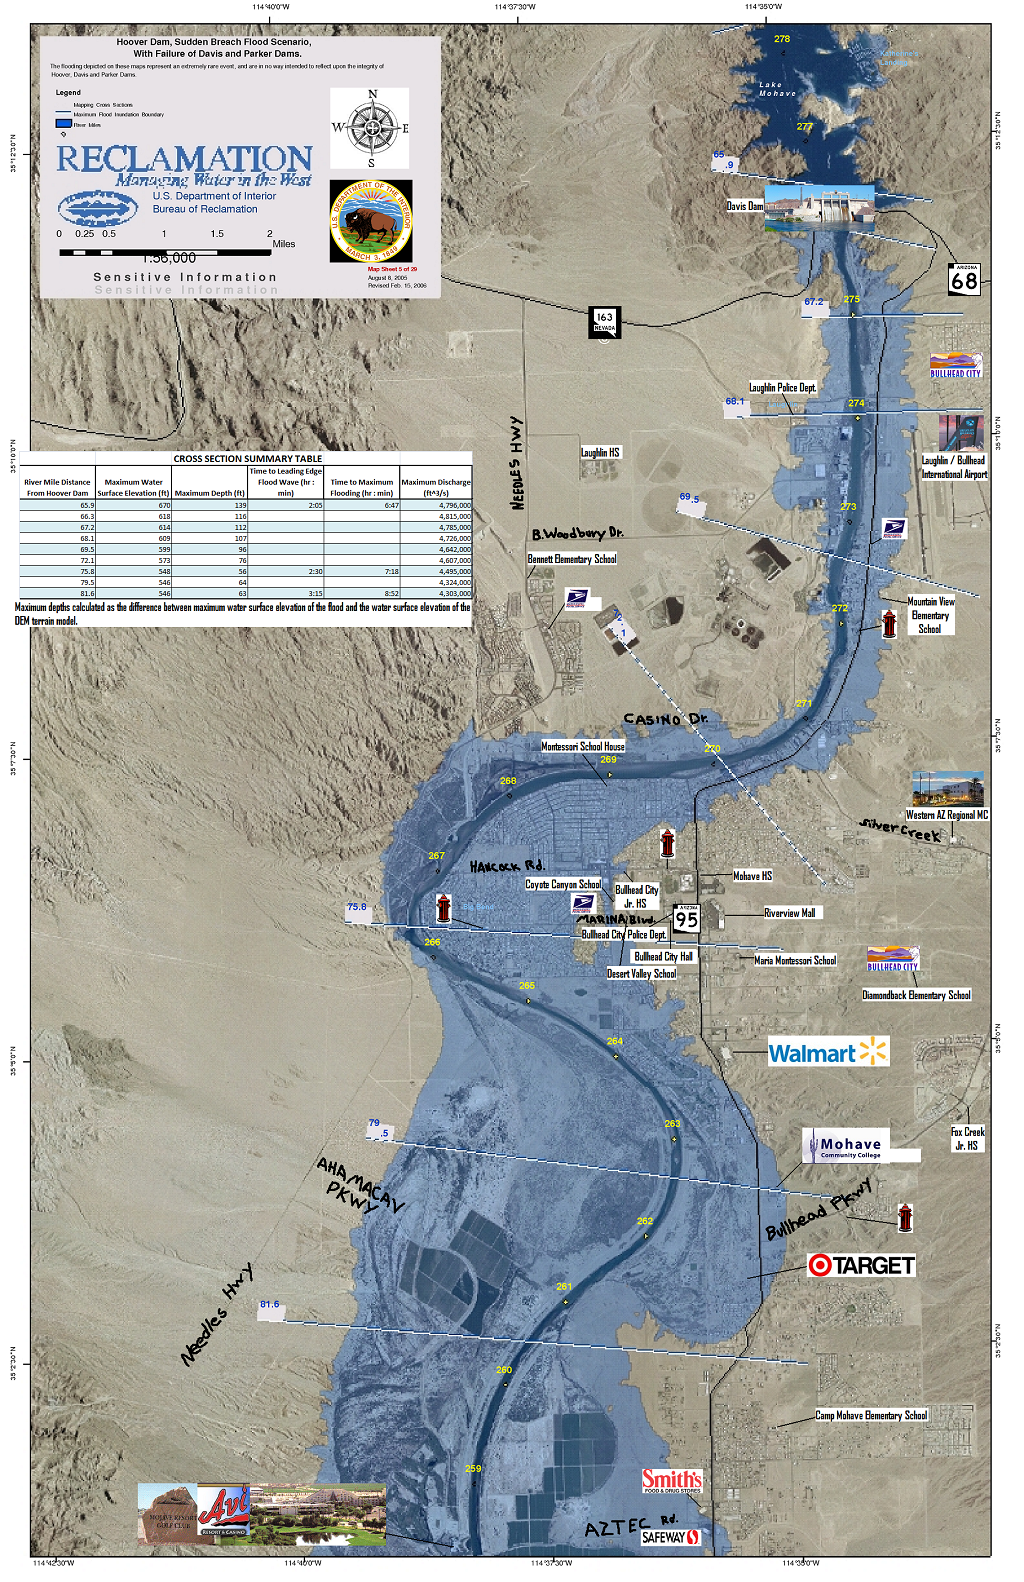 114°40'0"W 114°37'30"W 114°35'0"W
Hoover Dam, Sudden Breach Flood Scenario,
With Failure of Davis and Parker Dams.
The flooding depicted on these maps represent an extremely rare event, and are in no way intended to reflect upon the integrity of
Hoover, Davis and Parker Dams.
Legend
Mapping Cross Sections
Maximum Flood Inundation Boundary
River Miles
N
W E
S
RECLAMATION
Managing Water in the West
U.S. Department of Interior
Bureau of Reclamation
0 0.25 0.5 1 1.5 2
Miles
1:56,000
Sensitive Information
Sensitive Information
U.S. DEPARTMENT OF THE INTERIOR
MARCH 3, 1849
Map Sheet 5 of 29
August 8, 2005
Revised Feb. 15, 2006
278
Lake
Mohave
Landing
277
65
.9
Davis Dam
35°12'30"N
35°12'30"N
ARIZONA
68
275
67.2
163
NEVADA
BULLHEAD CITY
Laughlin Police Dept.
274
68.1
Laughlin / Bullhead
International Airport
NEEDLES HWY
Laughlin HS
35°10'0"N
35°10'0"N
CROSS SECTION SUMMARY TABLE
River Mile Distance From Hoover Dam Maximum Water Surface Elevation (ft) Maximum Depth (ft) Time to Leading Edge Flood Wave (hr : min) Time to Maximum Flooding (hr : min) Maximum Discharge (ft^3/s)
65.9 670 139 2:05 6:47 4,796,000
66.3 618 116 4,815,000
67.2 614 112 4,785,000
68.1 609 107 4,726,000
69.5 599 96 4,642,000
72.1 573 76 4,607,000
75.8 548 56 2:30 7:18 4,495,000
79.5 546 64 4,324,000
81.6 546 63 3:15 8:52 4,303,000
Maximum depths calculated as the difference between maximum water surface elevation of the flood and the water surface elevation of the
DEM terrain model.
69.5
273
B. Woodbury Dr.
Bennett Elementary School
72.
1
272
Mountain View
Elementary
School
271
CASINO Dr.
270
Montessori School House
269
35°7'30"N
35°7'30"N
268
Western AZ Regional MC
Silver Creek
267
HANCOCK Rd.
Coyote Canyon School
Bullhead City
Jr. HS
Mohave HS
75.8
Big Bend
MARINA Blvd.
ARIZONA
95
Riverview Mall
Bullhead City Police Dept.
266
Bullhead City Hall
Maria Montessori School
Desert Valley School
BULLHEAD CITY
Diamondback Elementary School
265
264
Walmart
35°5'0"N
35°5'0"N
263
79
.5
Mohave
Community College
Fox Creek
Jr. HS
AHAMACAV
PKWY
Bullhead Pkwy
262
TARGET
261
Needles Hwy
81.6
35°2'30"N
35°2'30"N
260
Camp Mohave Elementary School
259
Smith's
FOOD & DRUG STORES
MOJAVE RESORT
GOLF CLUB
Avi
RESORT & CASINO
AZTEC Rd.
SAFEWAY
114°42'30"W 114°40'0"W 114°37'30"W 114°35'0"W